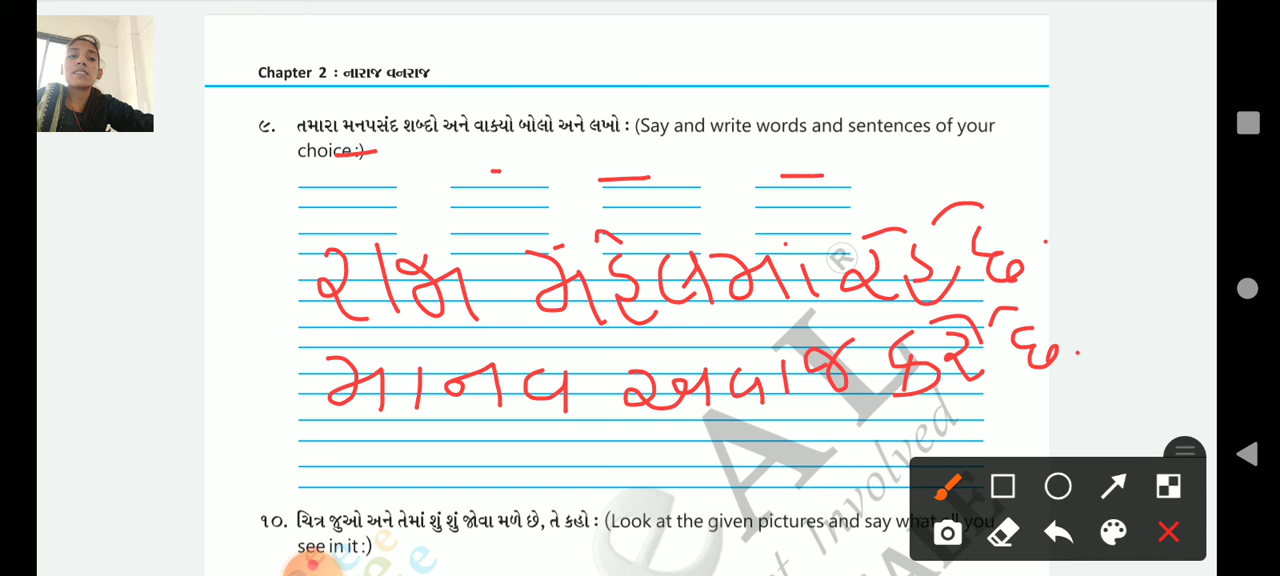 Chapter 2 : નારાજ વનરાજ
૯. તમારા મનપસંદ શબ્દો અને વાક્યો બોલો અને લખો : (Say and write words and sentences of your
choice:)
રાજા મહેલમાં રહે છે.
માનવ અવાજ કરે છે.
૧૦. ચિત્ર જુઓ અને તેમાં શું શું જોવા મળે છે, તે કહો : (Look at the given pictures and say what all you
see in it :)